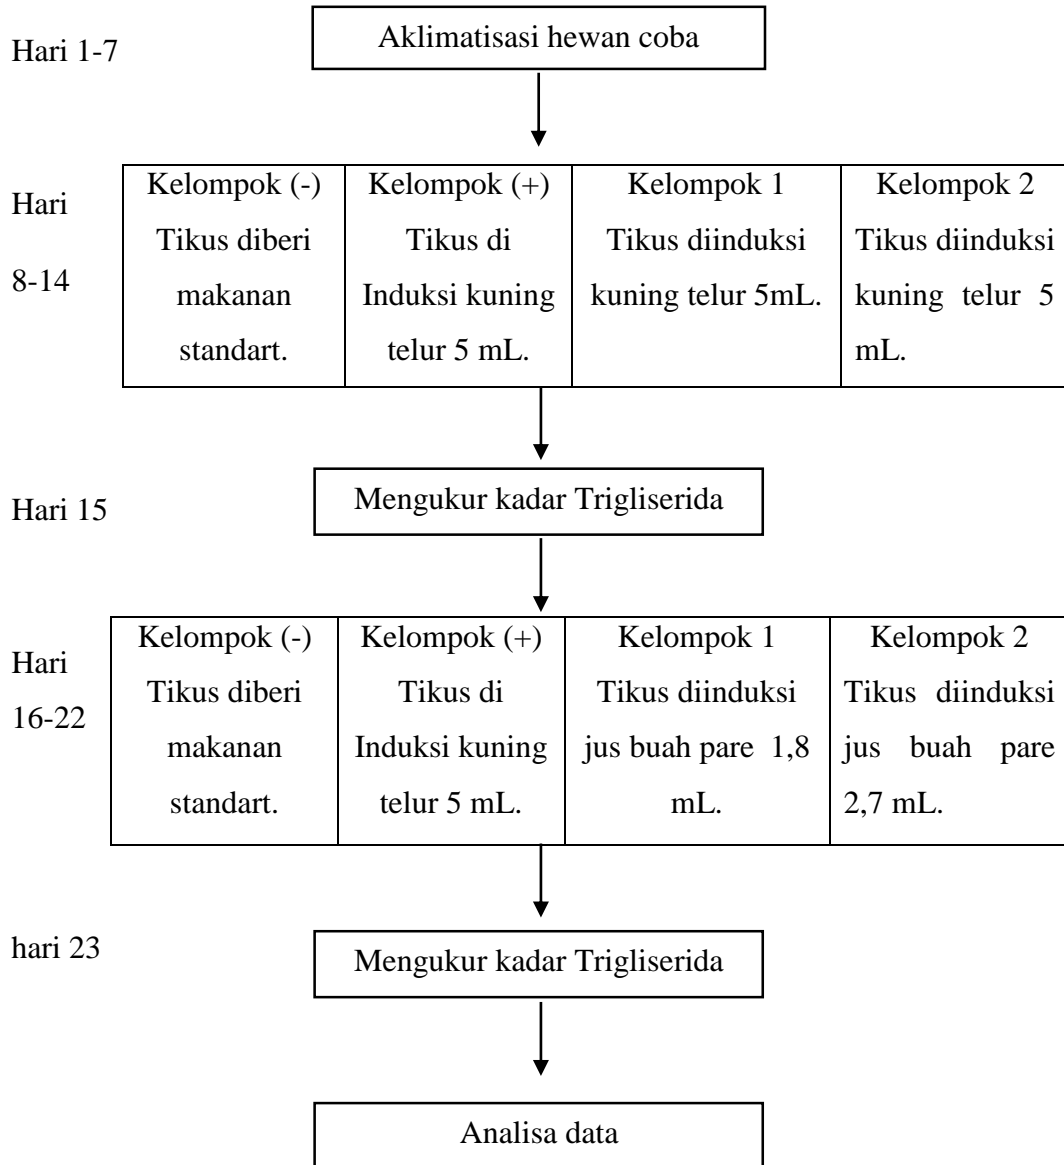 Hari 1-7
Aklimatisasi hewan coba
Hari
8-14
Kelompok (-)
Tikus diberi
makanan
standart.
Kelompok (+)
Tikus di
Induksi kuning
telur 5 mL.
Kelompok 1
Tikus diinduksi
kuning telur 5mL.
Kelompok 2
Tikus diinduksi
kuning telur 5
mL.
Hari 15
Mengukur kadar Trigliserida
Hari
16-22
Kelompok (-)
Tikus diberi
makanan
standart.
Kelompok (+)
Tikus di
Induksi kuning
telur 5 mL.
Kelompok 1
Tikus diinduksi
jus buah pare 1,8
mL.
Kelompok 2
Tikus diinduksi
jus buah pare
2,7 mL.
hari 23
Mengukur kadar Trigliserida
Analisa data